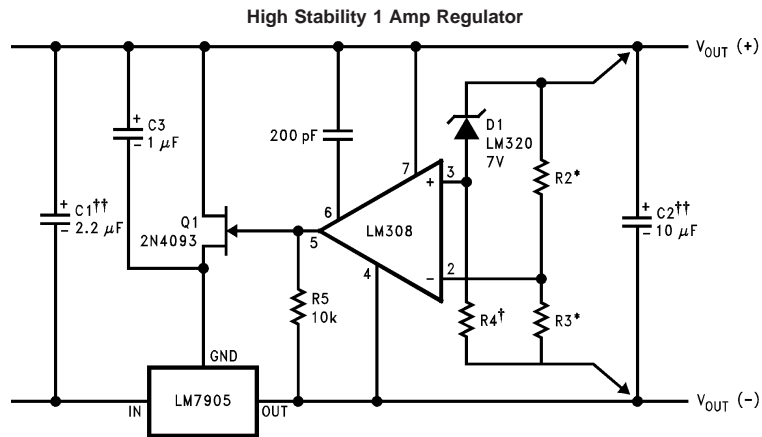 High Stability 1 Amp Regulator
V_OUT (+)
+ C3
− 1 μF
200 pF
D1
LM320
7V
7
3
+
R2*
+ C1††
− 2.2 μF
Q1
2N4093
6
5
LM308
+ C2††
− 10 μF
4
−
2
R5
10k
R4†
R3*
GND
IN
LM7905
OUT
V_OUT (−)